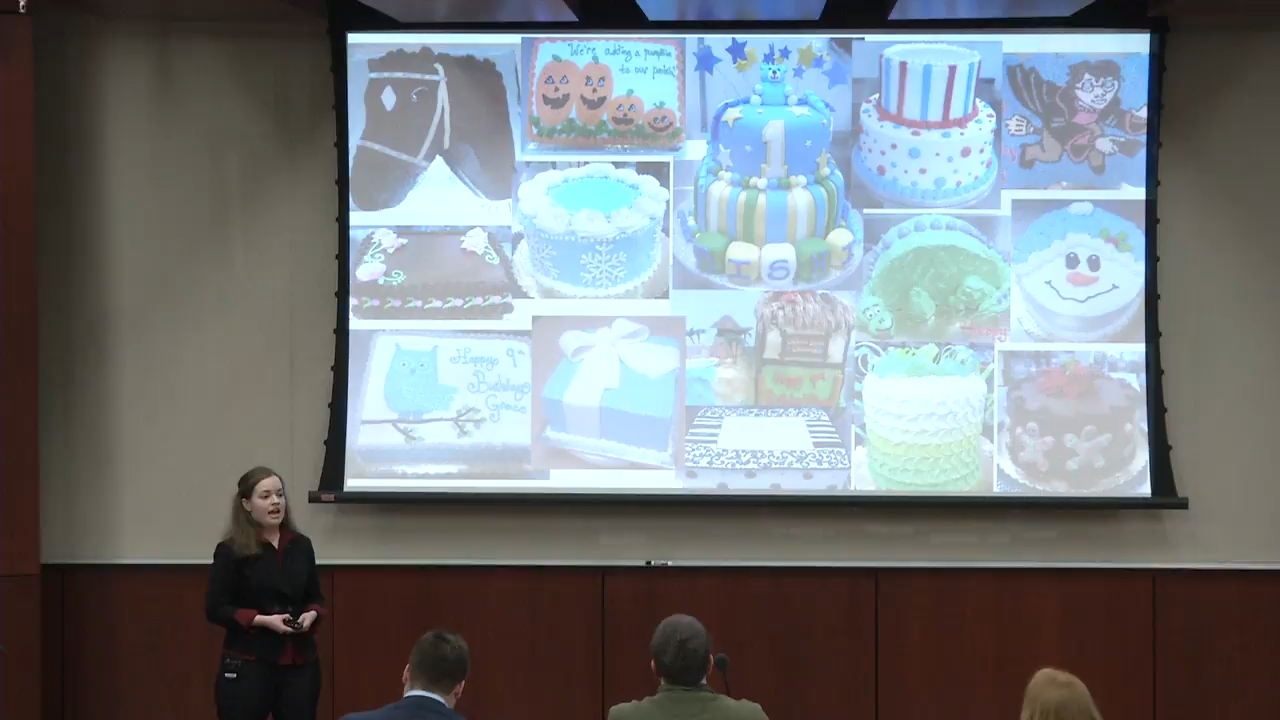 We're adding a pumpkin
to our patch!
1
Happy 9th
Birthday
Grace